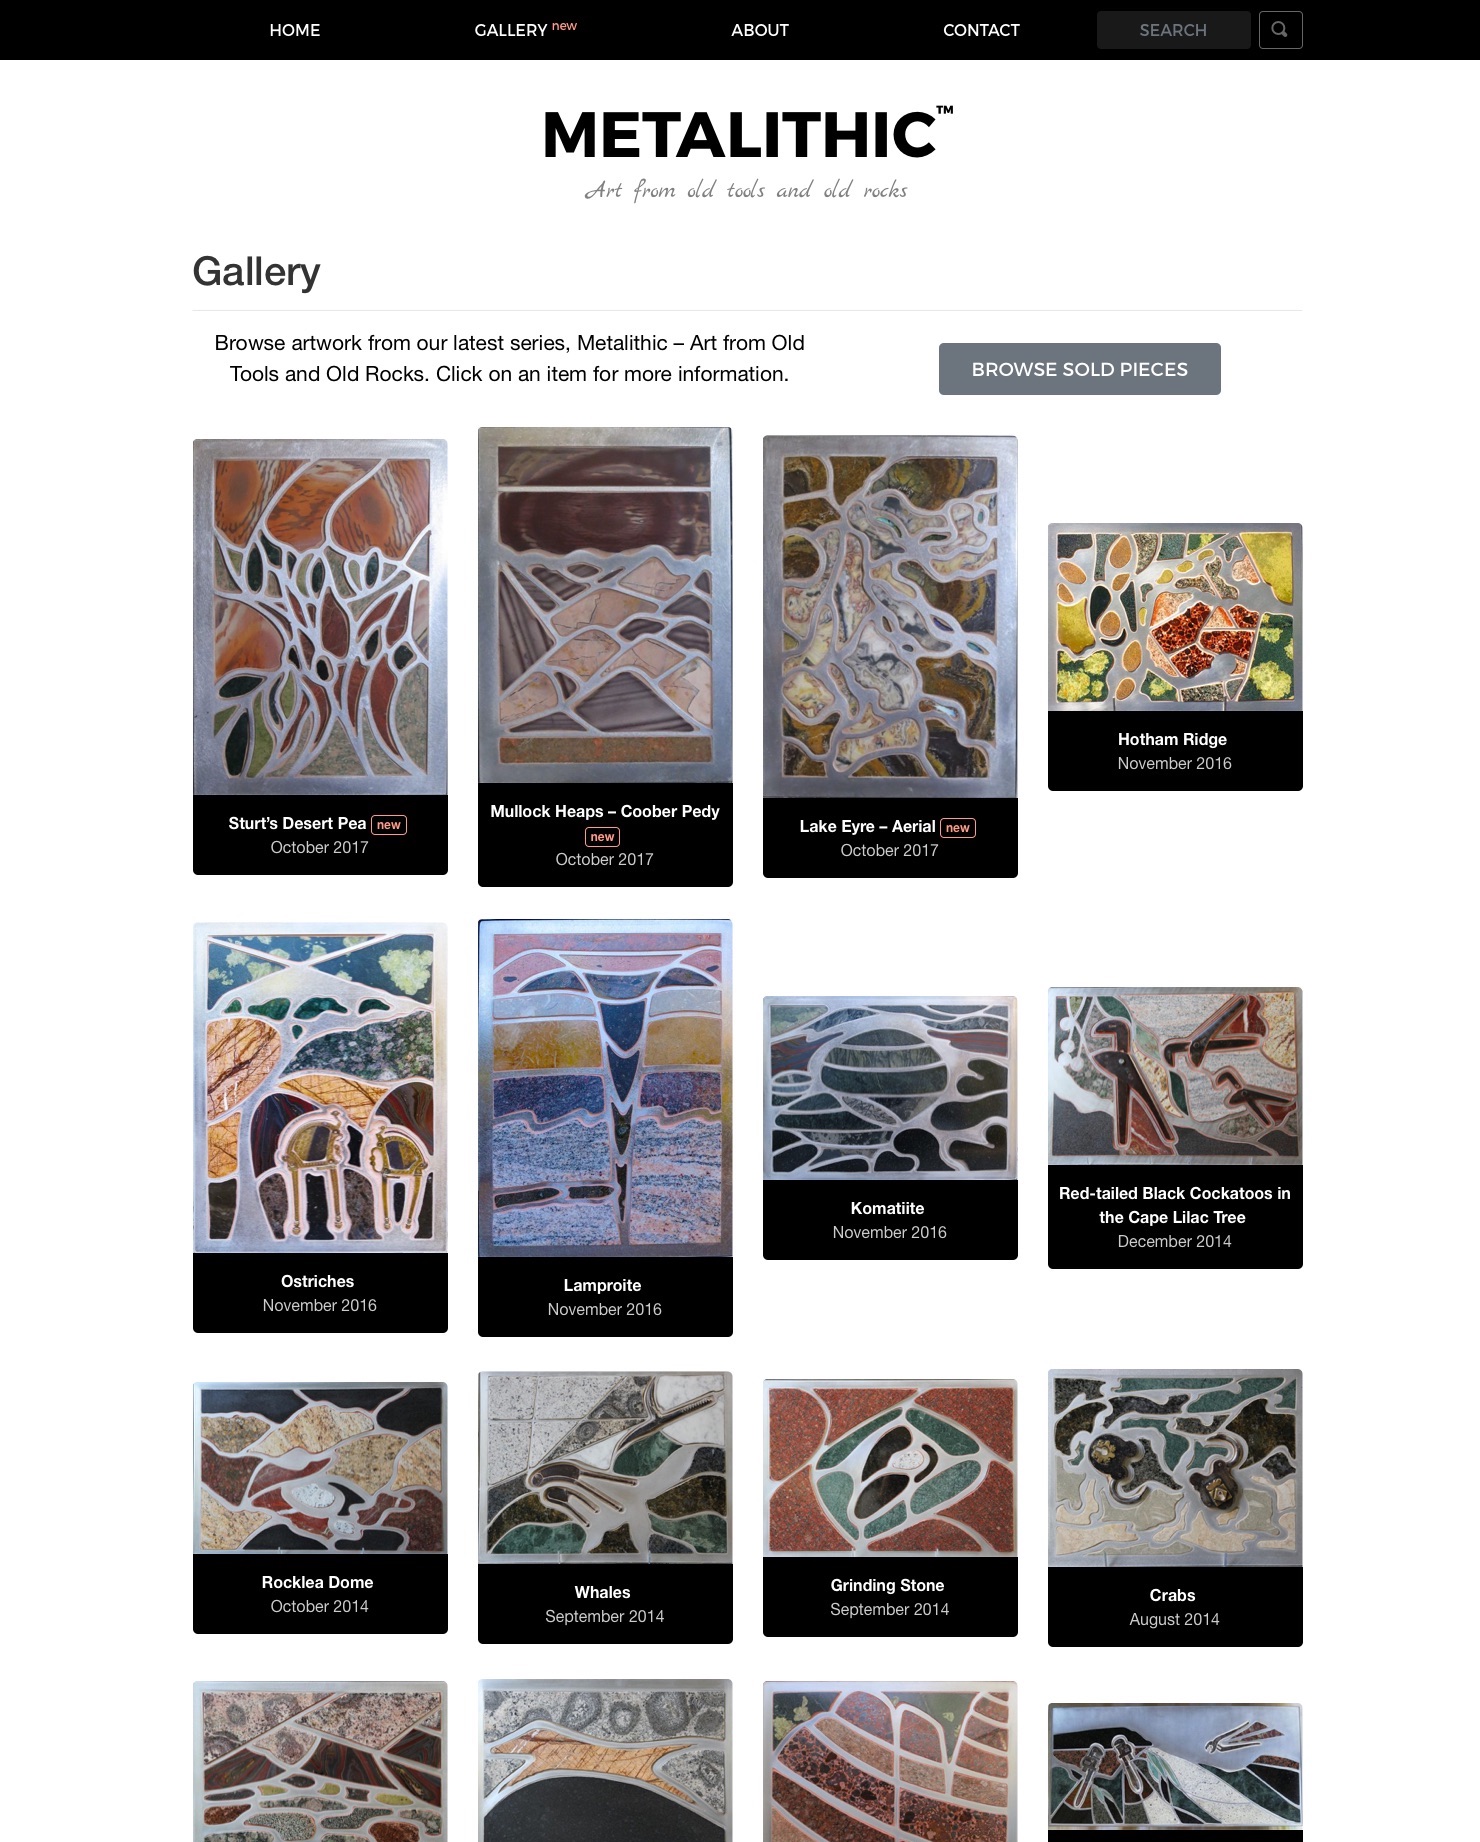 HOME
GALLERY new
ABOUT
CONTACT
SEARCH
METALITHIC™
Art from old tools and old rocks
Gallery
Browse artwork from our latest series, Metalithic – Art from Old
Tools and Old Rocks. Click on an item for more information.
BROWSE SOLD PIECES
Sturt’s Desert Pea new
October 2017
Mullock Heaps – Coober Pedy
new
October 2017
Lake Eyre – Aerial new
October 2017
Hotham Ridge
November 2016
Ostriches
November 2016
Lamproite
November 2016
Komatiite
November 2016
Red-tailed Black Cockatoos in
the Cape Lilac Tree
December 2014
Rocklea Dome
October 2014
Whales
September 2014
Grinding Stone
September 2014
Crabs
August 2014